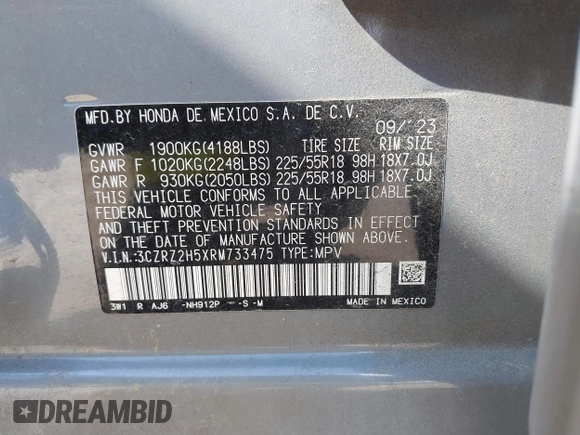 MFD.BY HONDA DE MEXICO S.A. DE C.V.
09/ 23
GVWR 1900KG(4188LBS) TIRE SIZE RIM SIZE
GAWR F 1020KG(2248LBS) 225/55R18 98H 18X7.0J
GAWR R 930KG(2050LBS) 225/55R18 98H 18X7.0J
THIS VEHICLE CONFORMS TO ALL APPLICABLE
FEDERAL MOTOR VEHICLE SAFETY
AND THEFT PREVENTION STANDARDS IN EFFECT
ON THE DATE OF MANUFACTURE SHOWN ABOVE.
V.I.N.:3CZRZ2H5XRM733475 TYPE:MPV
3W1 R AJ6 -NH912P --S -M MADE IN MEXICO
DREAMBID